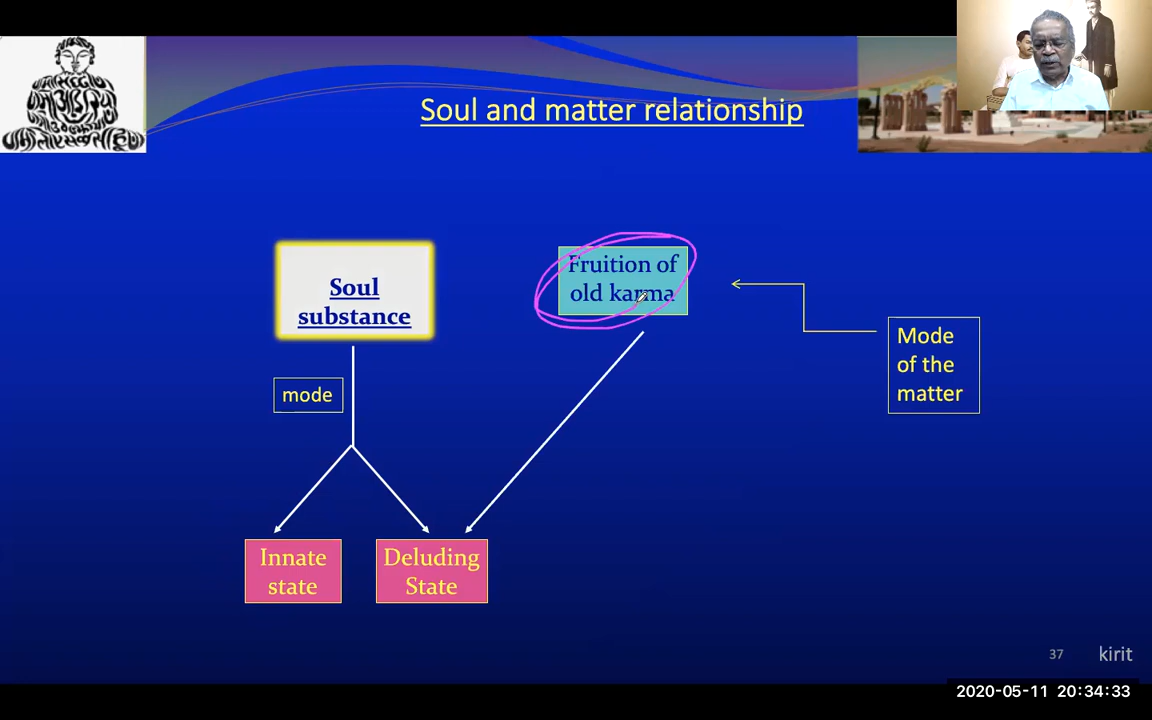 Soul and matter relationship
Soul
substance
Fruition of
old karma
Mode
of the
matter
mode
Innate
state
Deluding
State
37
kirit
2020-05-11 20:34:33